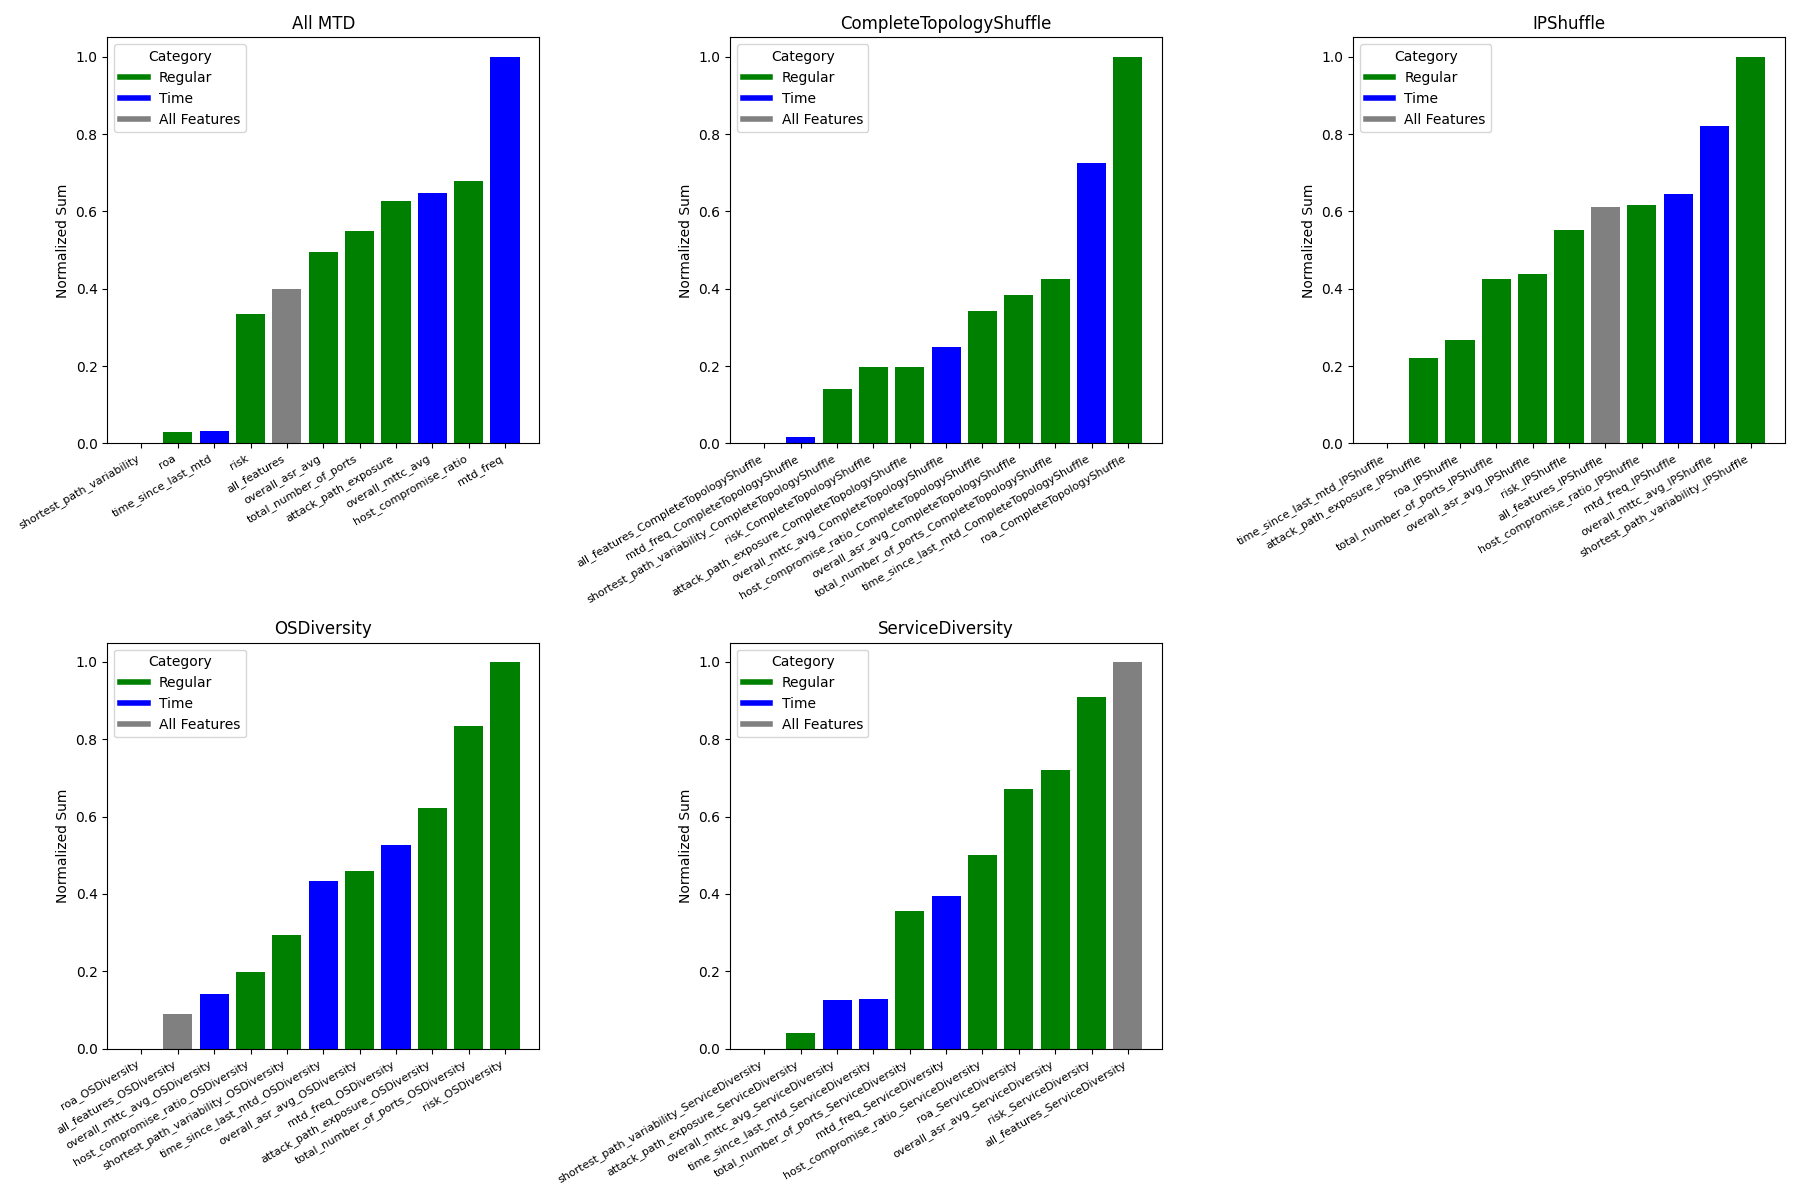 All MTD
Category
Regular
Time
All Features
Normalized Sum
1.0
0.8
0.6
0.4
0.2
0.0
shortest_path_variability
roa
time_since_last_mtd
risk
all_features
overall_asr_avg
total_number_of_ports
attack_path_exposure
overall_mttc_avg
host_compromise_ratio
mtd_freq
CompleteTopologyShuffle
Category
Regular
Time
All Features
Normalized Sum
1.0
0.8
0.6
0.4
0.2
0.0
all_features_CompleteTopologyShuffle
mtd_freq_CompleteTopologyShuffle
shortest_path_variability_CompleteTopologyShuffle
risk_CompleteTopologyShuffle
attack_path_exposure_CompleteTopologyShuffle
overall_mttc_avg_CompleteTopologyShuffle
host_compromise_ratio_CompleteTopologyShuffle
overall_asr_avg_CompleteTopologyShuffle
total_number_of_ports_CompleteTopologyShuffle
time_since_last_mtd_CompleteTopologyShuffle
roa_CompleteTopologyShuffle
IPShuffle
Category
Regular
Time
All Features
Normalized Sum
1.0
0.8
0.6
0.4
0.2
0.0
time_since_last_mtd_IPShuffle
attack_path_exposure_IPShuffle
roa_IPShuffle
total_number_of_ports_IPShuffle
overall_asr_avg_IPShuffle
risk_IPShuffle
all_features_IPShuffle
host_compromise_ratio_IPShuffle
mtd_freq_IPShuffle
overall_mttc_avg_IPShuffle
shortest_path_variability_IPShuffle
OSDiversity
Category
Regular
Time
All Features
Normalized Sum
1.0
0.8
0.6
0.4
0.2
0.0
roa_OSDiversity
all_features_OSDiversity
overall_mttc_avg_OSDiversity
host_compromise_ratio_OSDiversity
shortest_path_variability_OSDiversity
time_since_last_mtd_OSDiversity
overall_asr_avg_OSDiversity
mtd_freq_OSDiversity
attack_path_exposure_OSDiversity
total_number_of_ports_OSDiversity
risk_OSDiversity
ServiceDiversity
Category
Regular
Time
All Features
Normalized Sum
1.0
0.8
0.6
0.4
0.2
0.0
shortest_path_variability_ServiceDiversity
attack_path_exposure_ServiceDiversity
overall_mttc_avg_ServiceDiversity
time_since_last_mtd_ServiceDiversity
total_number_of_ports_ServiceDiversity
mtd_freq_ServiceDiversity
host_compromise_ratio_ServiceDiversity
roa_ServiceDiversity
overall_asr_avg_ServiceDiversity
risk_ServiceDiversity
all_features_ServiceDiversity